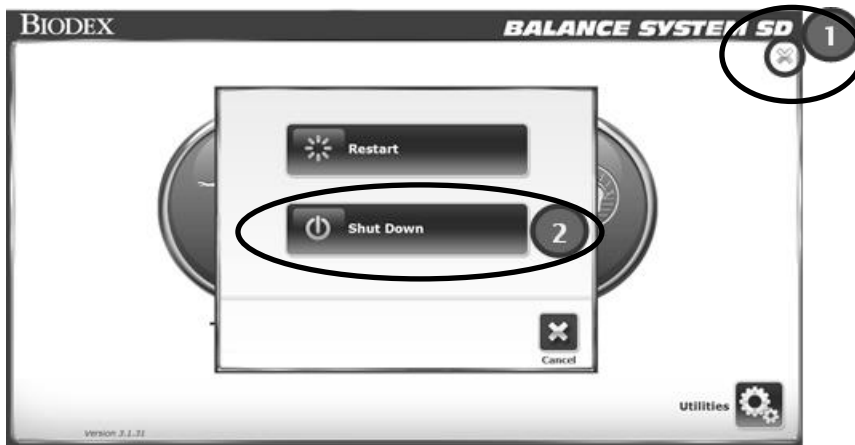 BIODEX
BALANCE SYSTEM SD
1
Restart
Shut Down
2
Cancel
Utilities
Version 3.1.31